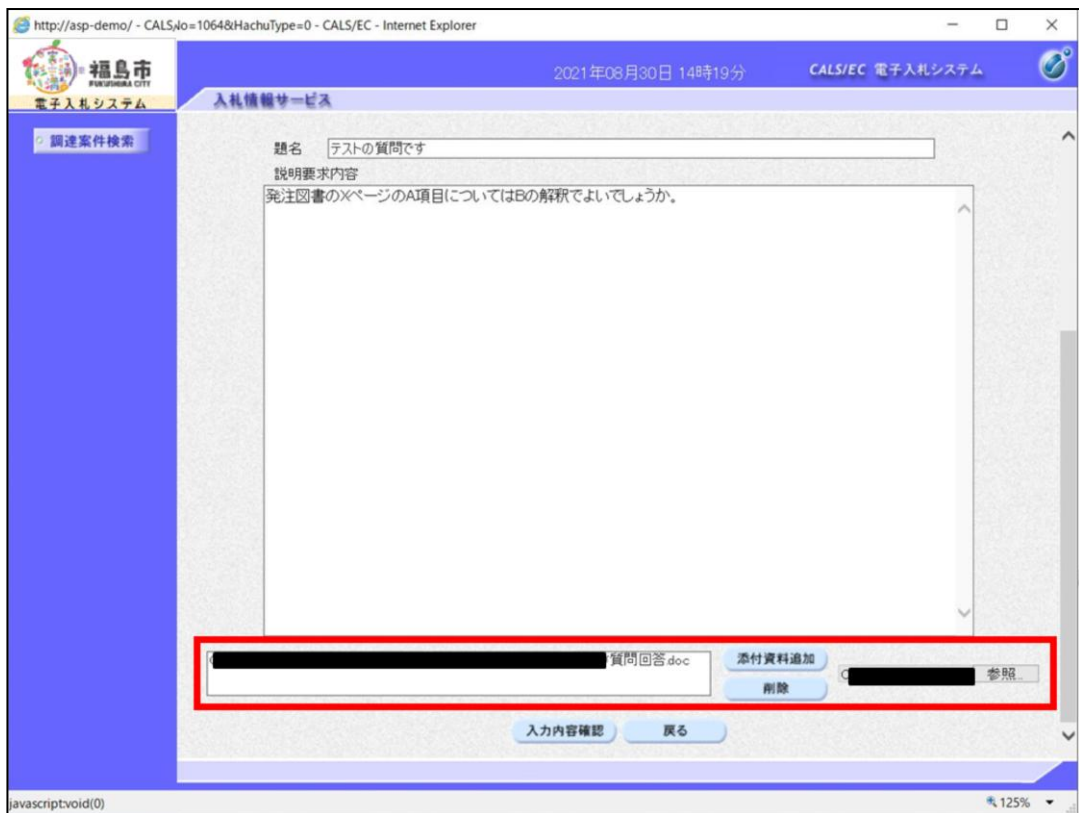 http://asp-demo/ - CALS/Io=1064&HachuType=0 - CALS/EC - Internet Explorer
福島市
FUKUSHIMA CITY
電子入札システム
2021年08月30日 14時19分
CALS/EC 電子入札システム
入札情報サービス
調達案件検索
題名
テストの質問です
説明要求内容
発注図書のXページのA項目についてはBの解釈でよいでしょうか。
質問回答.doc
添付資料追加
削除
参照...
入力内容確認
戻る
javascript:void(0)
125%